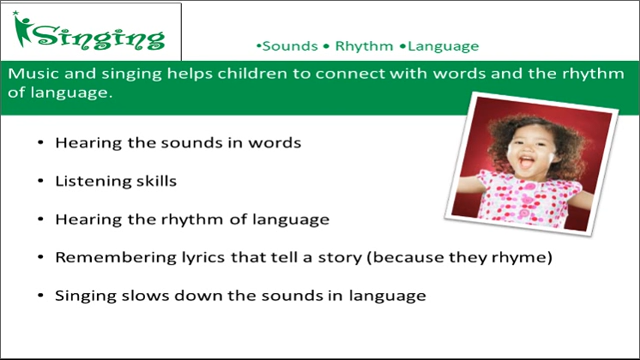 Singing
•Sounds • Rhythm •Language
Music and singing helps children to connect with words and the rhythm
of language.
• Hearing the sounds in words
• Listening skills
• Hearing the rhythm of language
• Remembering lyrics that tell a story (because they rhyme)
• Singing slows down the sounds in language